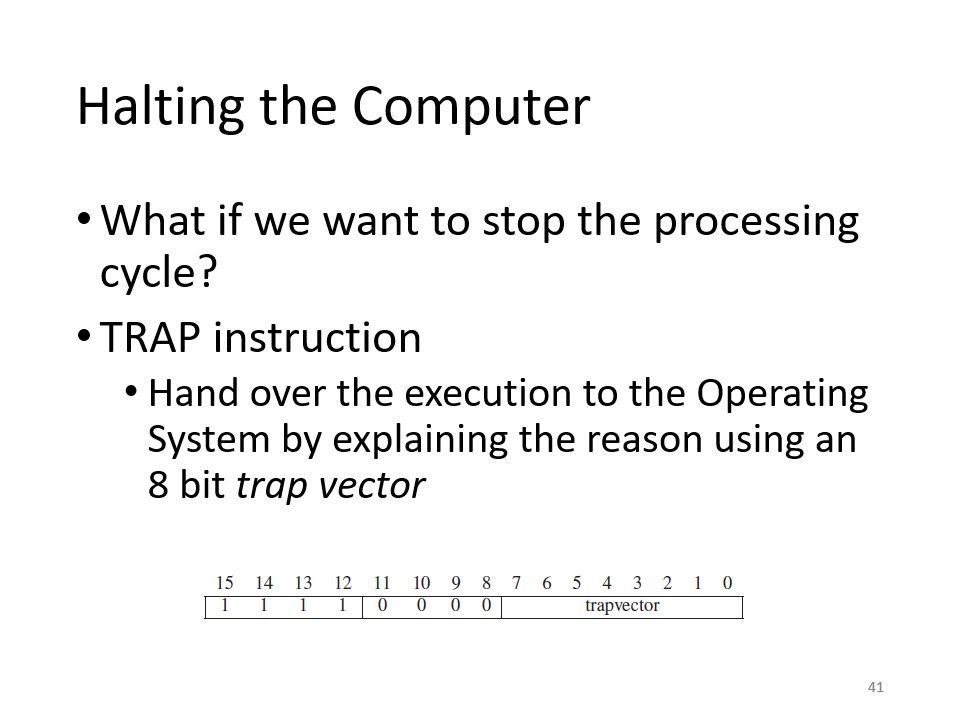 Halting the Computer
• What if we want to stop the processing
cycle?
• TRAP instruction
• Hand over the execution to the Operating
System by explaining the reason using an
8 bit trap vector
15 14 13 12 11 10 9 8 7 6 5 4 3 2 1 0
1 1 1 1 0 0 0 0 trapvector
41